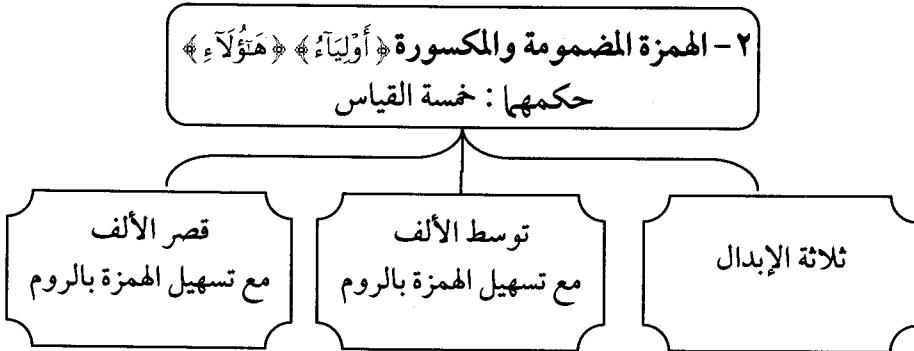 ٢- الهمزة المضمومة والمكسورة ﴿أَوْلِيَآءُ﴾ ﴿هَـٰٓؤُلَآءِ﴾
حكمهما : خمسة القياس
ثلاثة الإبدال
توسط الألف
مع تسهيل الهمزة بالروم
قصر الألف
مع تسهيل الهمزة بالروم